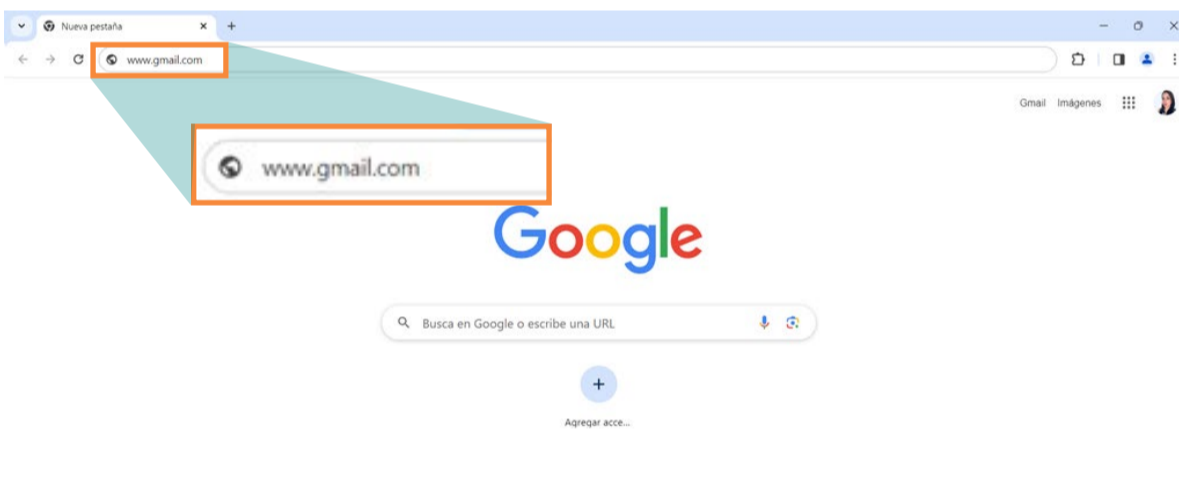 Nueva pestaña
www.gmail.com
Gmail Imágenes
www.gmail.com
Google
Busca en Google o escribe una URL
Agregar acce...